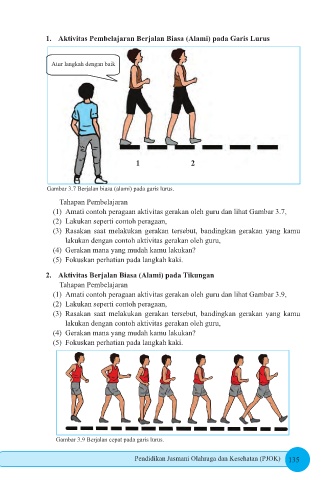 1. Aktivitas Pembelajaran Berjalan Biasa (Alami) pada Garis Lurus
Atur langkah dengan baik
1 2
Gambar 3.7 Berjalan biasa (alami) pada garis lurus.
Tahapan Pembelajaran
(1) Amati contoh peragaan aktivitas gerakan oleh guru dan lihat Gambar 3.7,
(2) Lakukan seperti contoh peragaan,
(3) Rasakan saat melakukan gerakan tersebut, bandingkan gerakan yang kamu
lakukan dengan contoh aktivitas gerakan oleh guru,
(4) Gerakan mana yang mudah kamu lakukan?
(5) Fokuskan perhatian pada langkah kaki.
2. Aktivitas Berjalan Biasa (Alami) pada Tikungan
Tahapan Pembelajaran
(1) Amati contoh peragaan aktivitas gerakan oleh guru dan lihat Gambar 3.9,
(2) Lakukan seperti contoh peragaan,
(3) Rasakan saat melakukan gerakan tersebut, bandingkan gerakan yang kamu
lakukan dengan contoh aktivitas gerakan oleh guru,
(4) Gerakan mana yang mudah kamu lakukan?
(5) Fokuskan perhatian pada langkah kaki.
Gambar 3.9 Berjalan cepat pada garis lurus.
Pendidikan Jasmani Olahraga dan Kesehatan (PJOK) 135